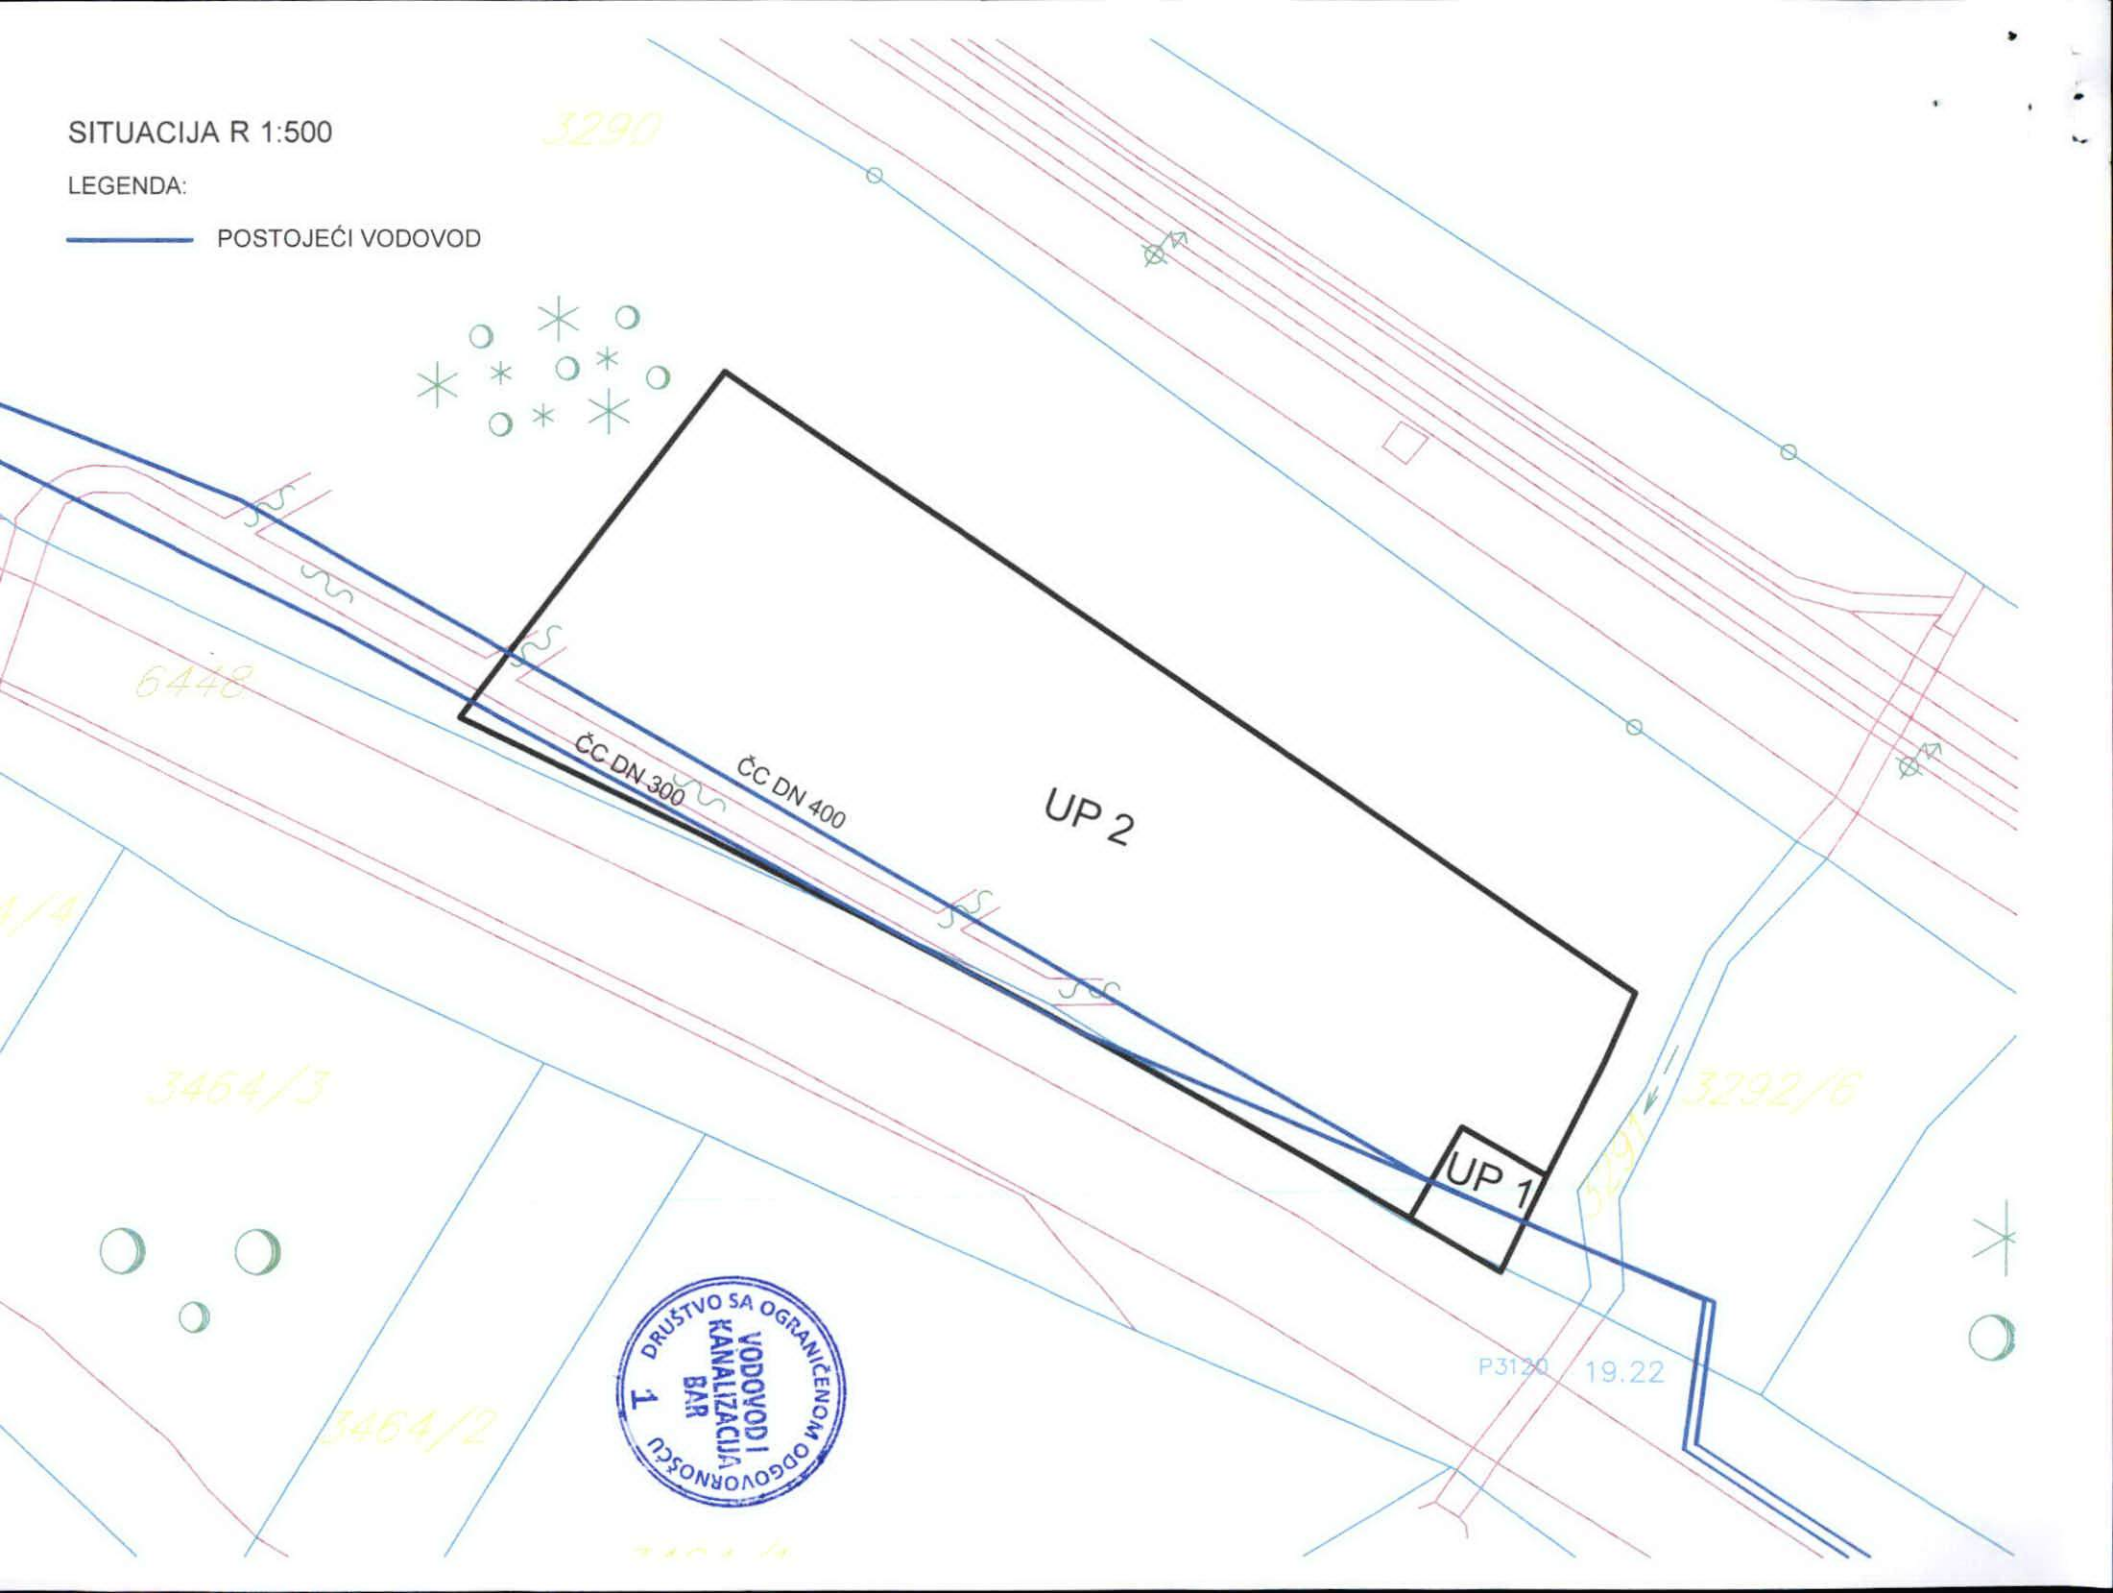 SITUACIJA R 1:500
LEGENDA:
POSTOJEĆI VODOVOD
3290
6448
ČC DN 300
ČC DN 400
UP 2
UP 1
3292/6
3464/3
3464/2
P3120
19.22
DRUŠTVO SA OGRANIČENOM ODGOVORNOŠĆU
VODOVOD I
KANALIZACIJA
BAR
1